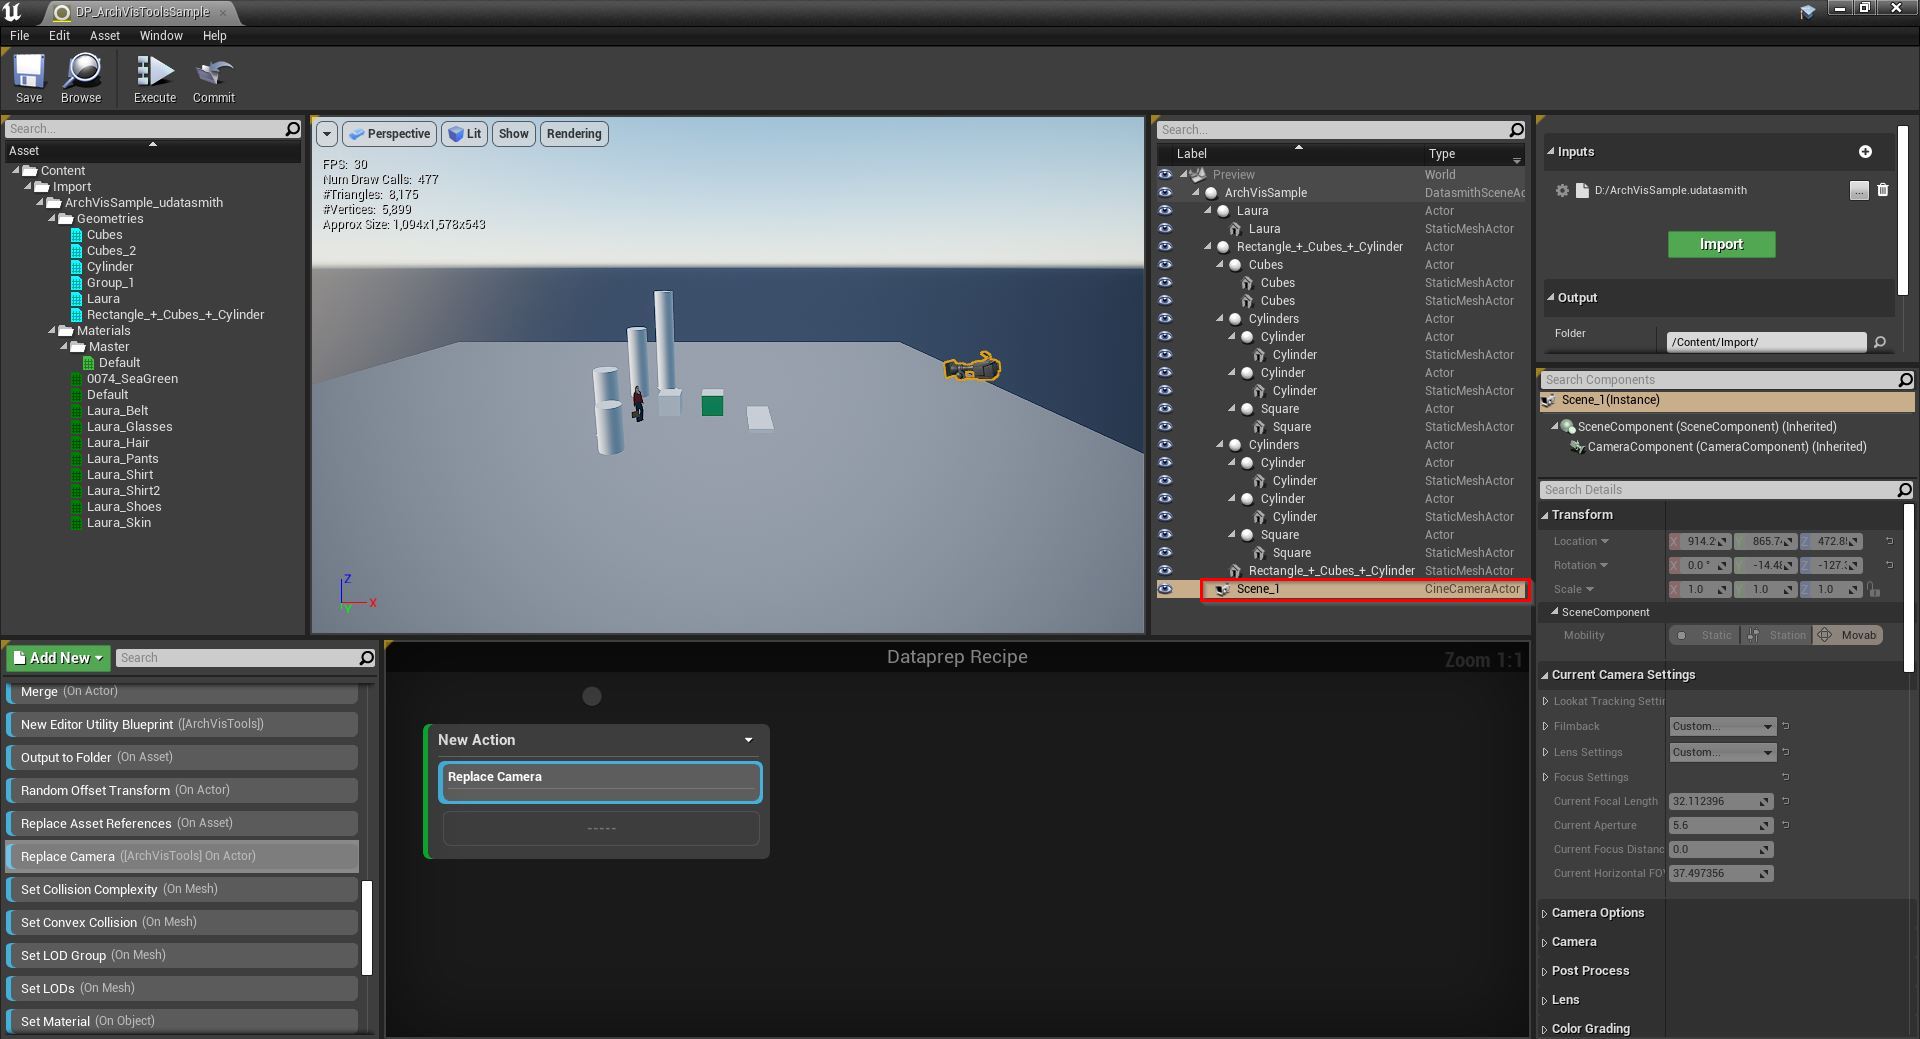 DP_ArchVisToolsSample
File Edit Asset Window Help
Save Browse Execute Commit
Search...
Asset
Content
Import
ArchVisSample_udatasmith
Geometries
Cubes
Cubes_2
Cylinder
Group_1
Laura
Rectangle_+_Cubes_+_Cylinder
Materials
Master
Default
0074_SeaGreen
Default
Laura_Belt
Laura_Glasses
Laura_Hair
Laura_Pants
Laura_Shirt
Laura_Shirt2
Laura_Shoes
Laura_Skin
Perspective Lit Show Rendering
FPS: 30
Num Draw Calls: 477
#Triangles: 8,175
#Vertices: 5,899
Approx Size: 1,094x1,578x543
Z
X
Y
Search...
Label Type
Preview World
ArchVisSample DatasmithSceneAc
Laura Actor
Laura StaticMeshActor
Rectangle_+_Cubes_+_Cylinder Actor
Cubes Actor
Cubes StaticMeshActor
Cubes StaticMeshActor
Cylinders Actor
Cylinder Actor
Cylinder StaticMeshActor
Cylinder Actor
Cylinder StaticMeshActor
Square Actor
Square StaticMeshActor
Cylinders Actor
Cylinder Actor
Cylinder StaticMeshActor
Cylinder Actor
Cylinder StaticMeshActor
Square Actor
Square StaticMeshActor
Rectangle_+_Cubes_+_Cylinder StaticMeshActor
Scene_1 CineCameraActor
Inputs
D:/ArchVisSample.udatasmith ...
Import
Output
Folder /Content/Import/
Search Components
Scene_1(Instance)
SceneComponent (SceneComponent) (Inherited)
CameraComponent (CameraComponent) (Inherited)
Search Details
Transform
Location X 914.2 Y 865.7 Z 472.8
Rotation X 0.0 ° Y -14.4 Z -127.
Scale X 1.0 Y 1.0 Z 1.0
SceneComponent
Mobility Static Station Movab
Current Camera Settings
Lookat Tracking Settin
Filmback Custom...
Lens Settings Custom...
Focus Settings
Current Focal Length 32.112396
Current Aperture 5.6
Current Focus Distanc 0.0
Current Horizontal FO 37.497356
Camera Options
Camera
Post Process
Lens
Color Grading
Add New Search
Merge (On Actor)
New Editor Utility Blueprint ([ArchVisTools])
Output to Folder (On Asset)
Random Offset Transform (On Actor)
Replace Asset References (On Asset)
Replace Camera ([ArchVisTools] On Actor)
Set Collision Complexity (On Mesh)
Set Convex Collision (On Mesh)
Set LOD Group (On Mesh)
Set LODs (On Mesh)
Set Material (On Object)
Dataprep Recipe
Zoom 1:1
New Action
Replace Camera
-----